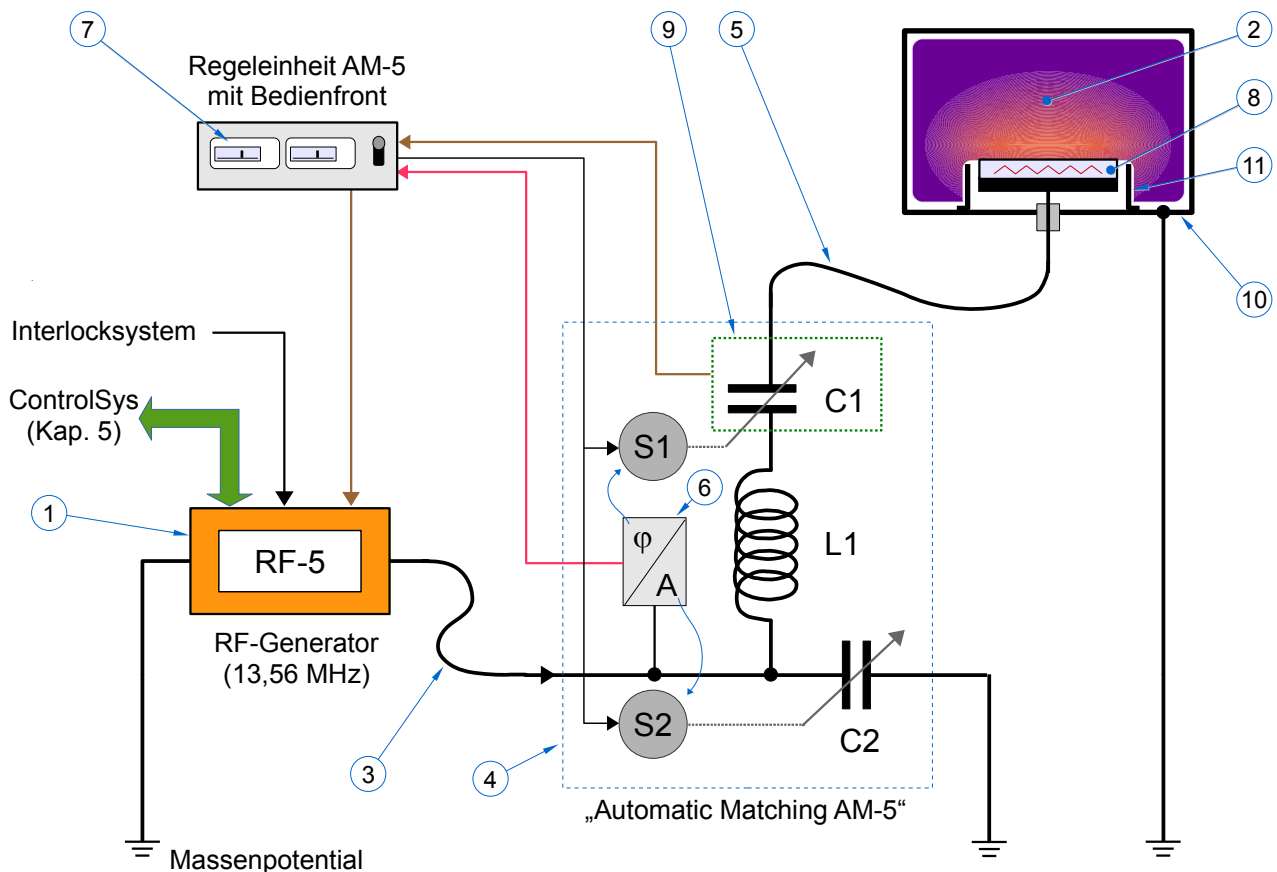 7
Regeleinheit AM-5
mit Bedienfront
9
5
2
8
11
10
Interlocksystem
ControlSys
(Kap. 5)
C1
S1
6
φ
A
L1
1
RF-5
RF-Generator
(13,56 MHz)
S2
C2
3
4
„Automatic Matching AM-5“
Massenpotential